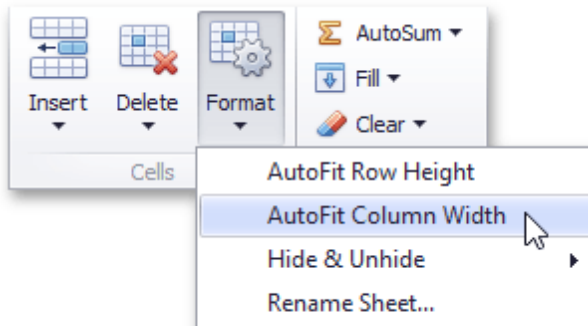 Insert
Delete
Format
Cells
AutoSum
Fill
Clear
AutoFit Row Height
AutoFit Column Width
Hide & Unhide
Rename Sheet...